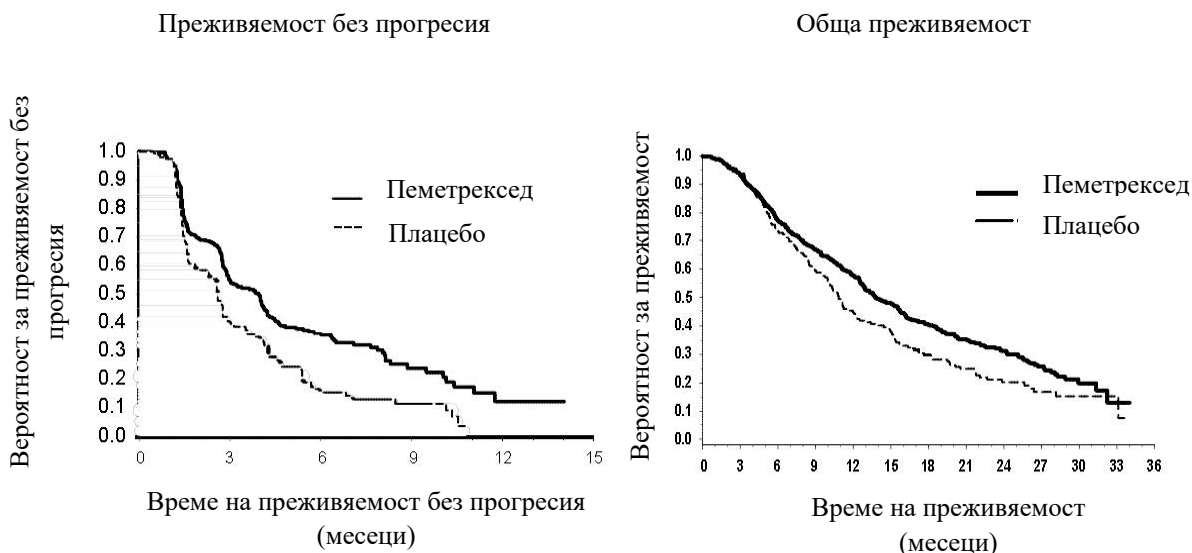 Преживяемост без прогресия
Вероятност за преживяемост без
прогресия
1.0
0.9
0.8
0.7
0.6
0.5
0.4
0.3
0.2
0.1
0.0
Пеметрексед
Плацебо
0 3 6 9 12 15
Време на преживяемост без прогресия
(месеци)
Обща преживяемост
Вероятност за преживяемост
1.0
0.9
0.8
0.7
0.6
0.5
0.4
0.3
0.2
0.1
0.0
Пеметрексед
Плацебо
0 3 6 9 12 15 18 21 24 27 30 33 36
Време на преживяемост
(месеци)